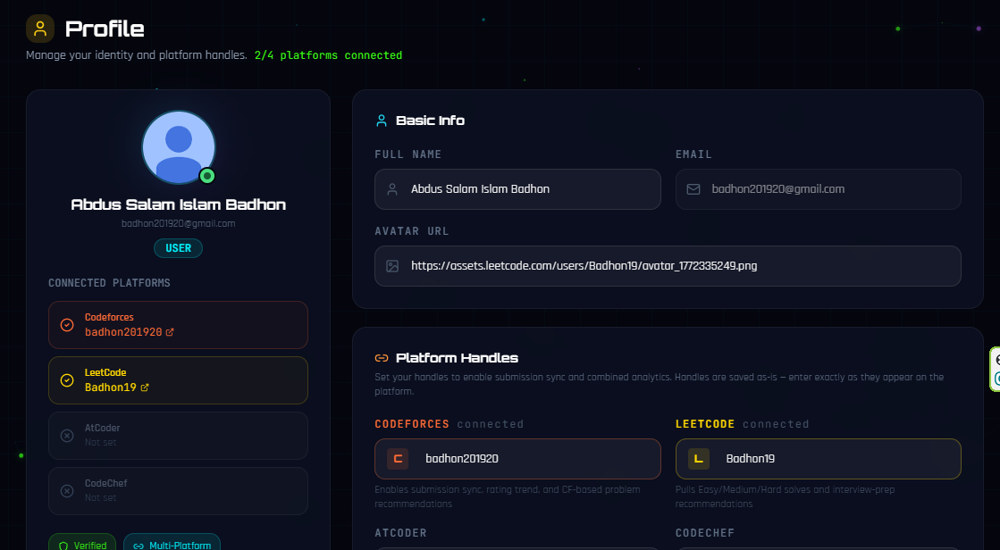 Profile
Manage your identity and platform handles. 2/4 platforms connected
Abdus Salam Islam Badhon
badhon201920@gmail.com
USER
CONNECTED PLATFORMS
Codeforces
badhon201920
LeetCode
Badhon19
AtCoder
Not set
CodeChef
Not set
Verified
Multi-Platform
Basic Info
FULL NAME
Abdus Salam Islam Badhon
EMAIL
badhon201920@gmail.com
AVATAR URL
https://assets.leetcode.com/users/Badhon19/avatar_1772335249.png
Platform Handles
Set your handles to enable submission sync and combined analytics. Handles are saved as-is — enter exactly as they appear on the
platform.
CODEFORCES connected
C
badhon201920
Enables submission sync, rating trend, and CF-based problem
recommendations
LEETCODE connected
L
Badhon19
Pulls Easy/Medium/Hard solves and interview-prep
recommendations
ATCODER
CODECHEF